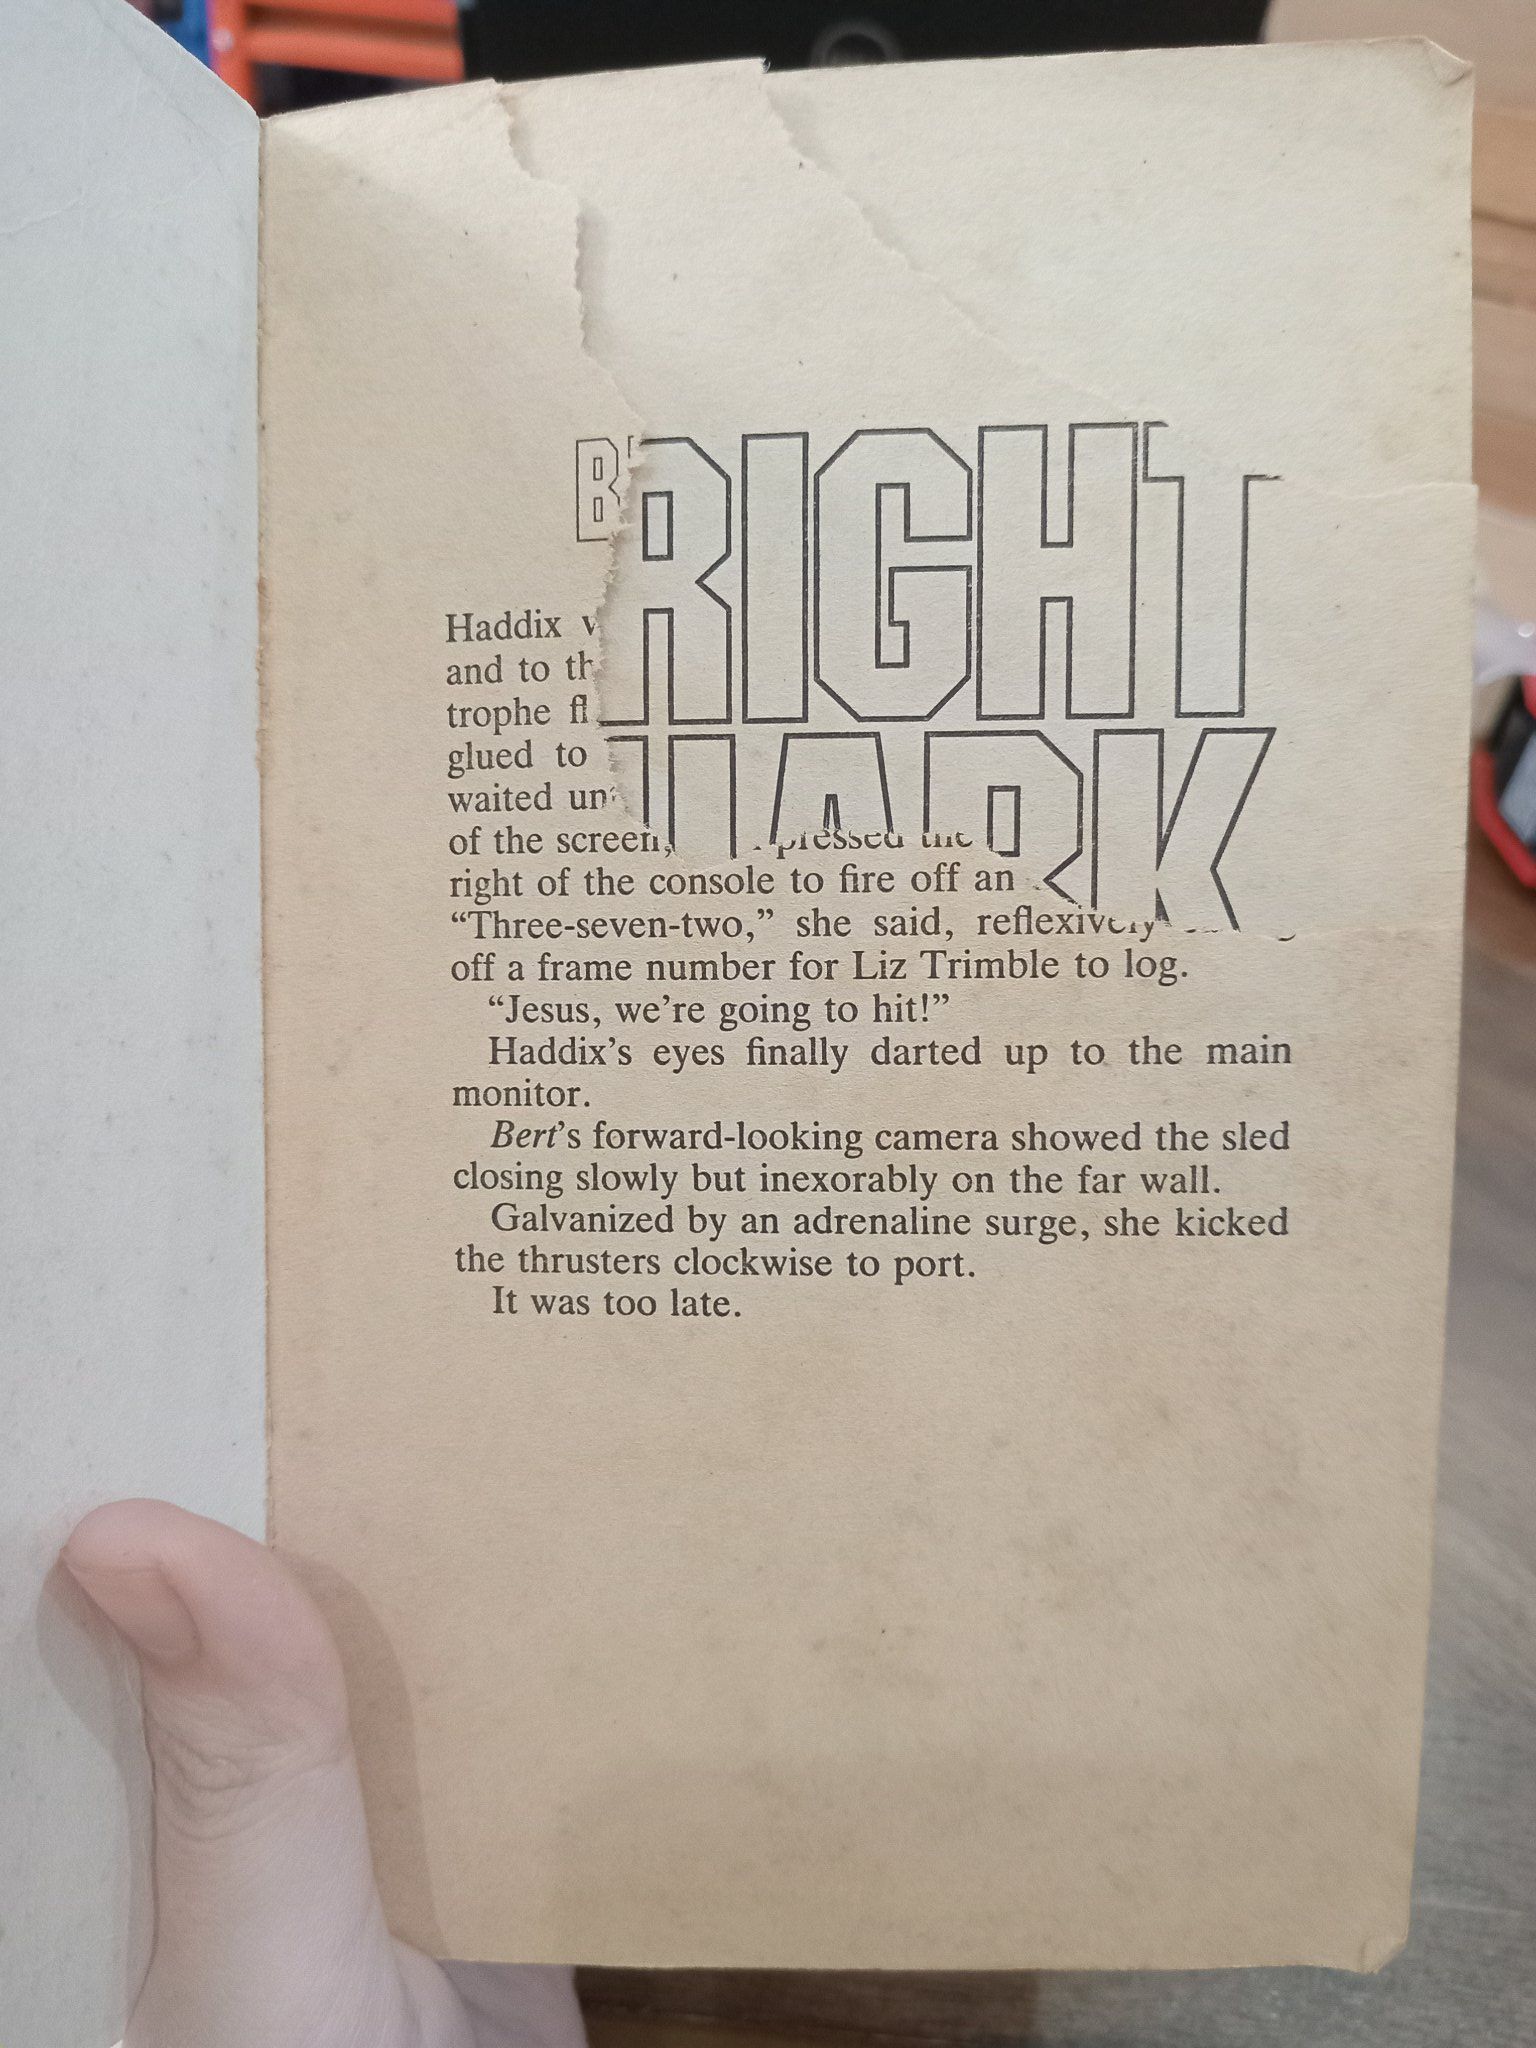 B
RIGHT
HARK
Haddix
and to
trophe
glued to
waited
of the screen, pressed the
right of the console to fire off an
“Three-seven-two,” she said, reflexively
off a frame number for Liz Trimble to log.
“Jesus, we’re going to hit!”
Haddix’s eyes finally darted up to the main
monitor.
Bert’s forward-looking camera showed the sled
closing slowly but inexorably on the far wall.
Galvanized by an adrenaline surge, she kicked
the thrusters clockwise to port.
It was too late.